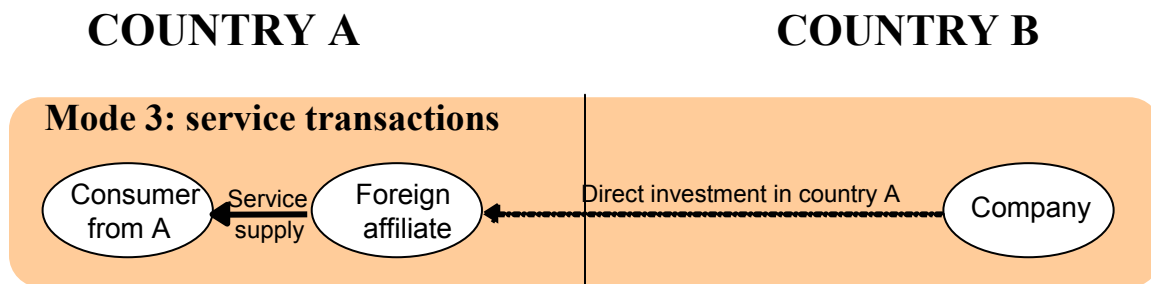 COUNTRY A
COUNTRY B
Mode 3: service transactions
Consumer
from A
Service
supply
Foreign
affiliate
Direct investment in country A
Company